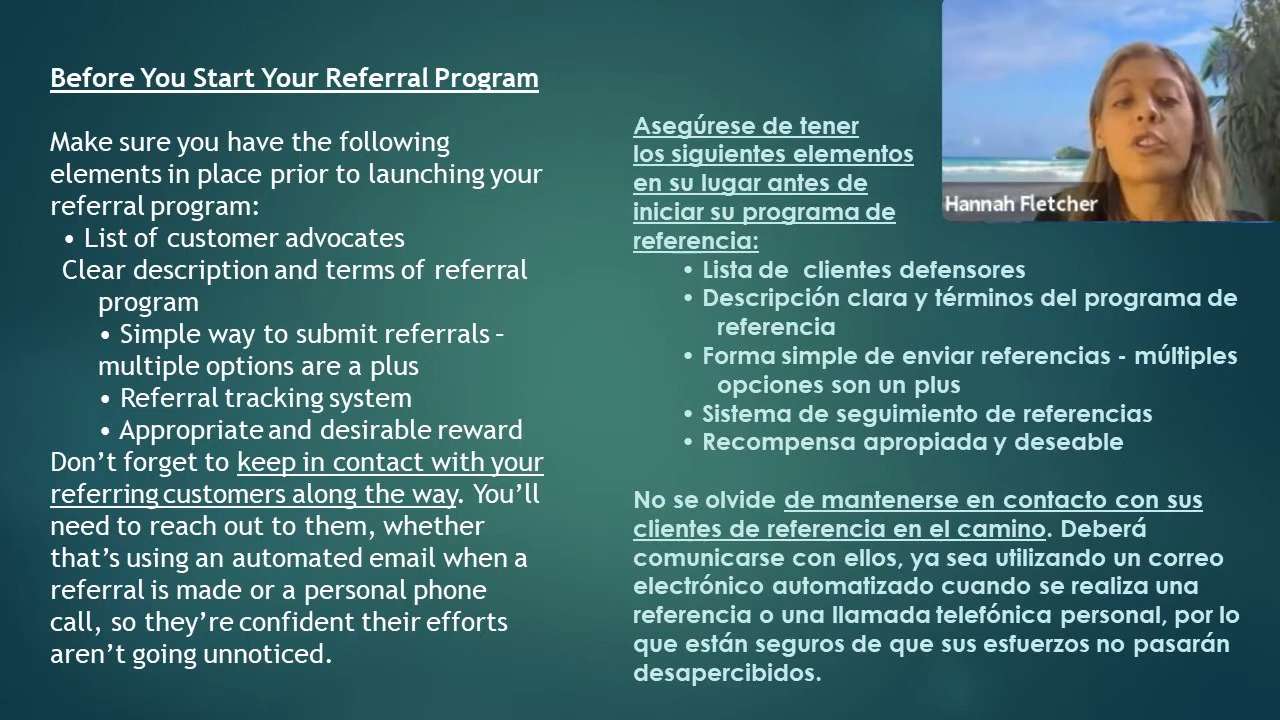 Before You Start Your Referral Program
Make sure you have the following
elements in place prior to launching your
referral program:
• List of customer advocates
Clear description and terms of referral
program
• Simple way to submit referrals –
multiple options are a plus
• Referral tracking system
• Appropriate and desirable reward
Don’t forget to keep in contact with your
referring customers along the way. You’ll
need to reach out to them, whether
that’s using an automated email when a
referral is made or a personal phone
call, so they’re confident their efforts
aren’t going unnoticed.
Asegúrese de tener
los siguientes elementos
en su lugar antes de
iniciar su programa de
referencia:
• Lista de clientes defensores
• Descripción clara y términos del programa de
referencia
• Forma simple de enviar referencias - múltiples
opciones son un plus
• Sistema de seguimiento de referencias
• Recompensa apropiada y deseable
No se olvide de mantenerse en contacto con sus
clientes de referencia en el camino. Deberá
comunicarse con ellos, ya sea utilizando un correo
electrónico automatizado cuando se realiza una
referencia o una llamada telefónica personal, por lo
que están seguros de que sus esfuerzos no pasarán
desapercibidos.
Hannah Fletcher